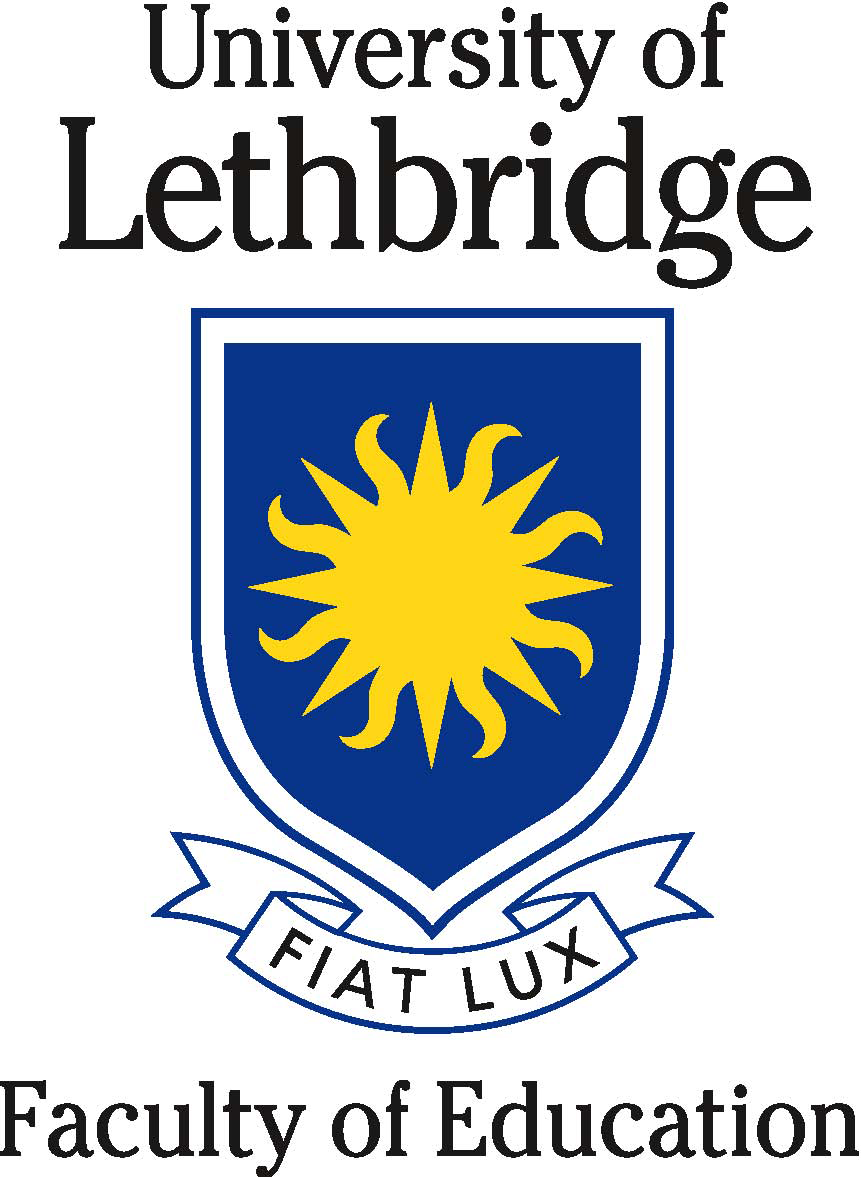 University of
Lethbridge
FIAT LUX
Faculty of Education